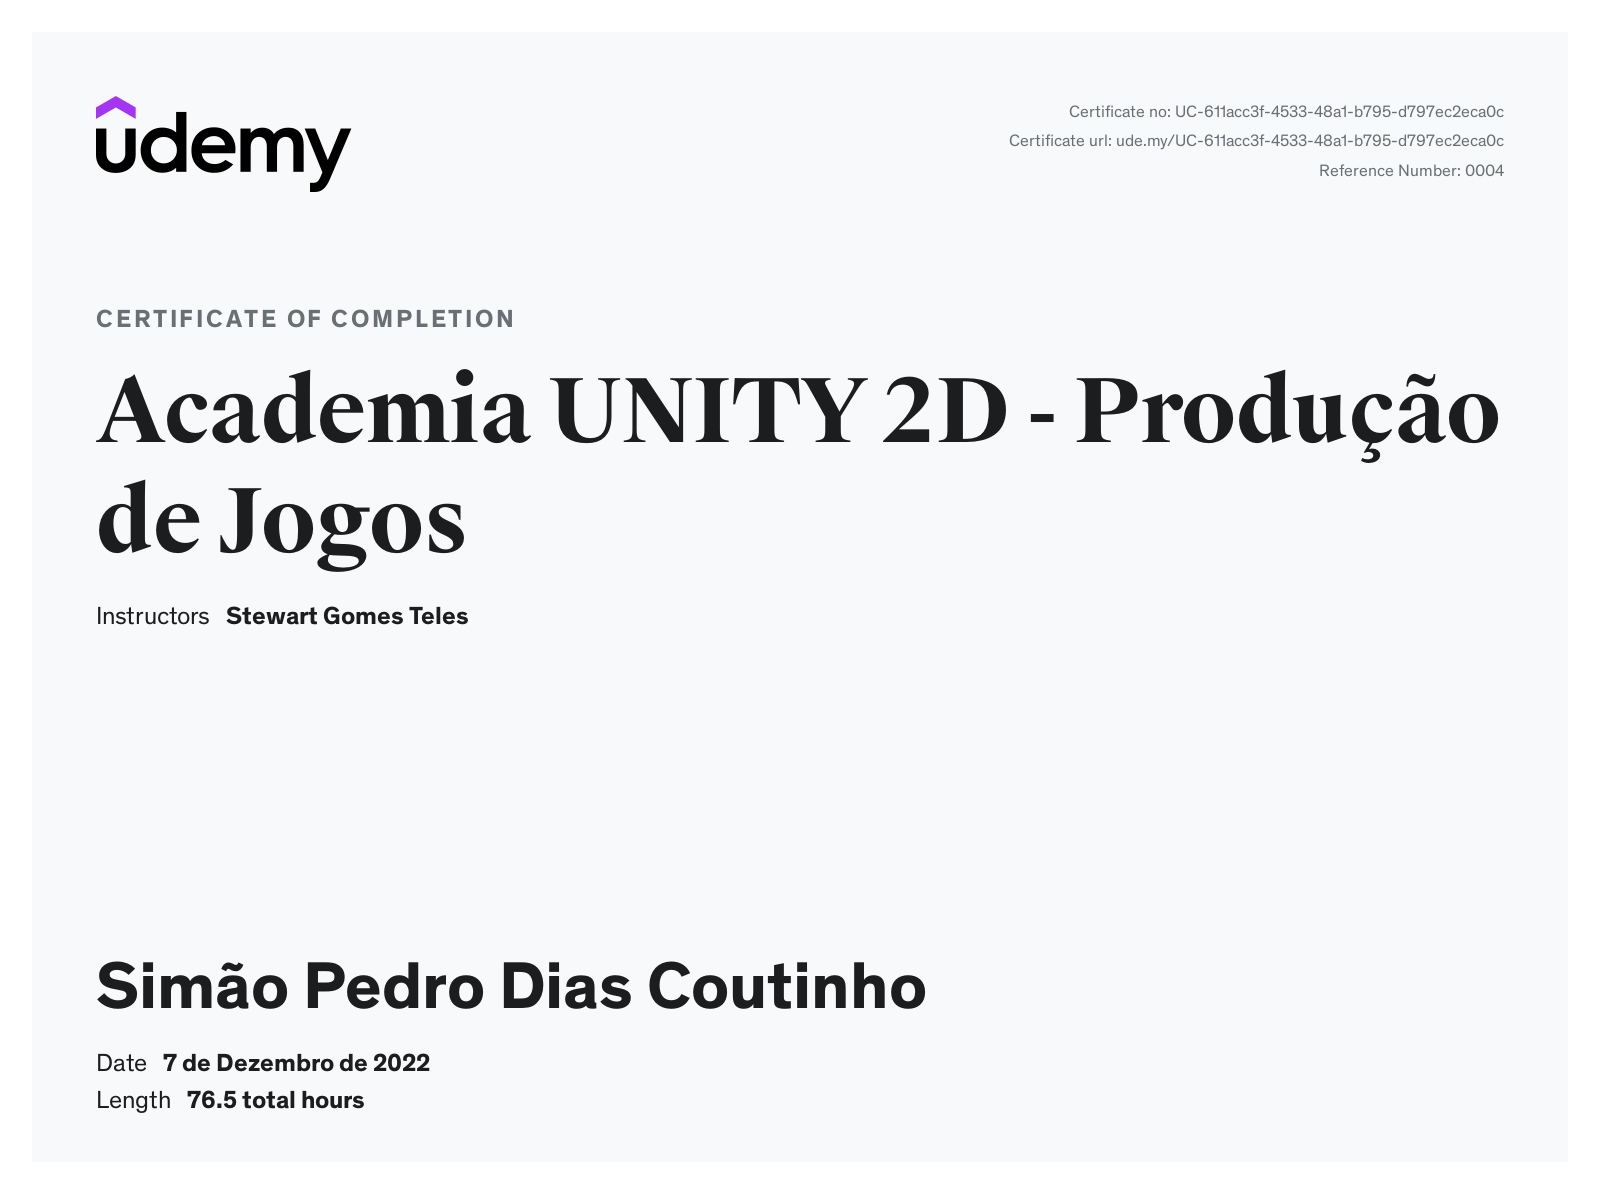 udemy
Certificate no: UC-611acc3f-4533-48a1-b795-d797ec2eca0c
Certificate url: ude.my/UC-611acc3f-4533-48a1-b795-d797ec2eca0c
Reference Number: 0004
CERTIFICATE OF COMPLETION
Academia UNITY 2D - Produção
de Jogos
Instructors Stewart Gomes Teles
Simão Pedro Dias Coutinho
Date 7 de Dezembro de 2022
Length 76.5 total hours